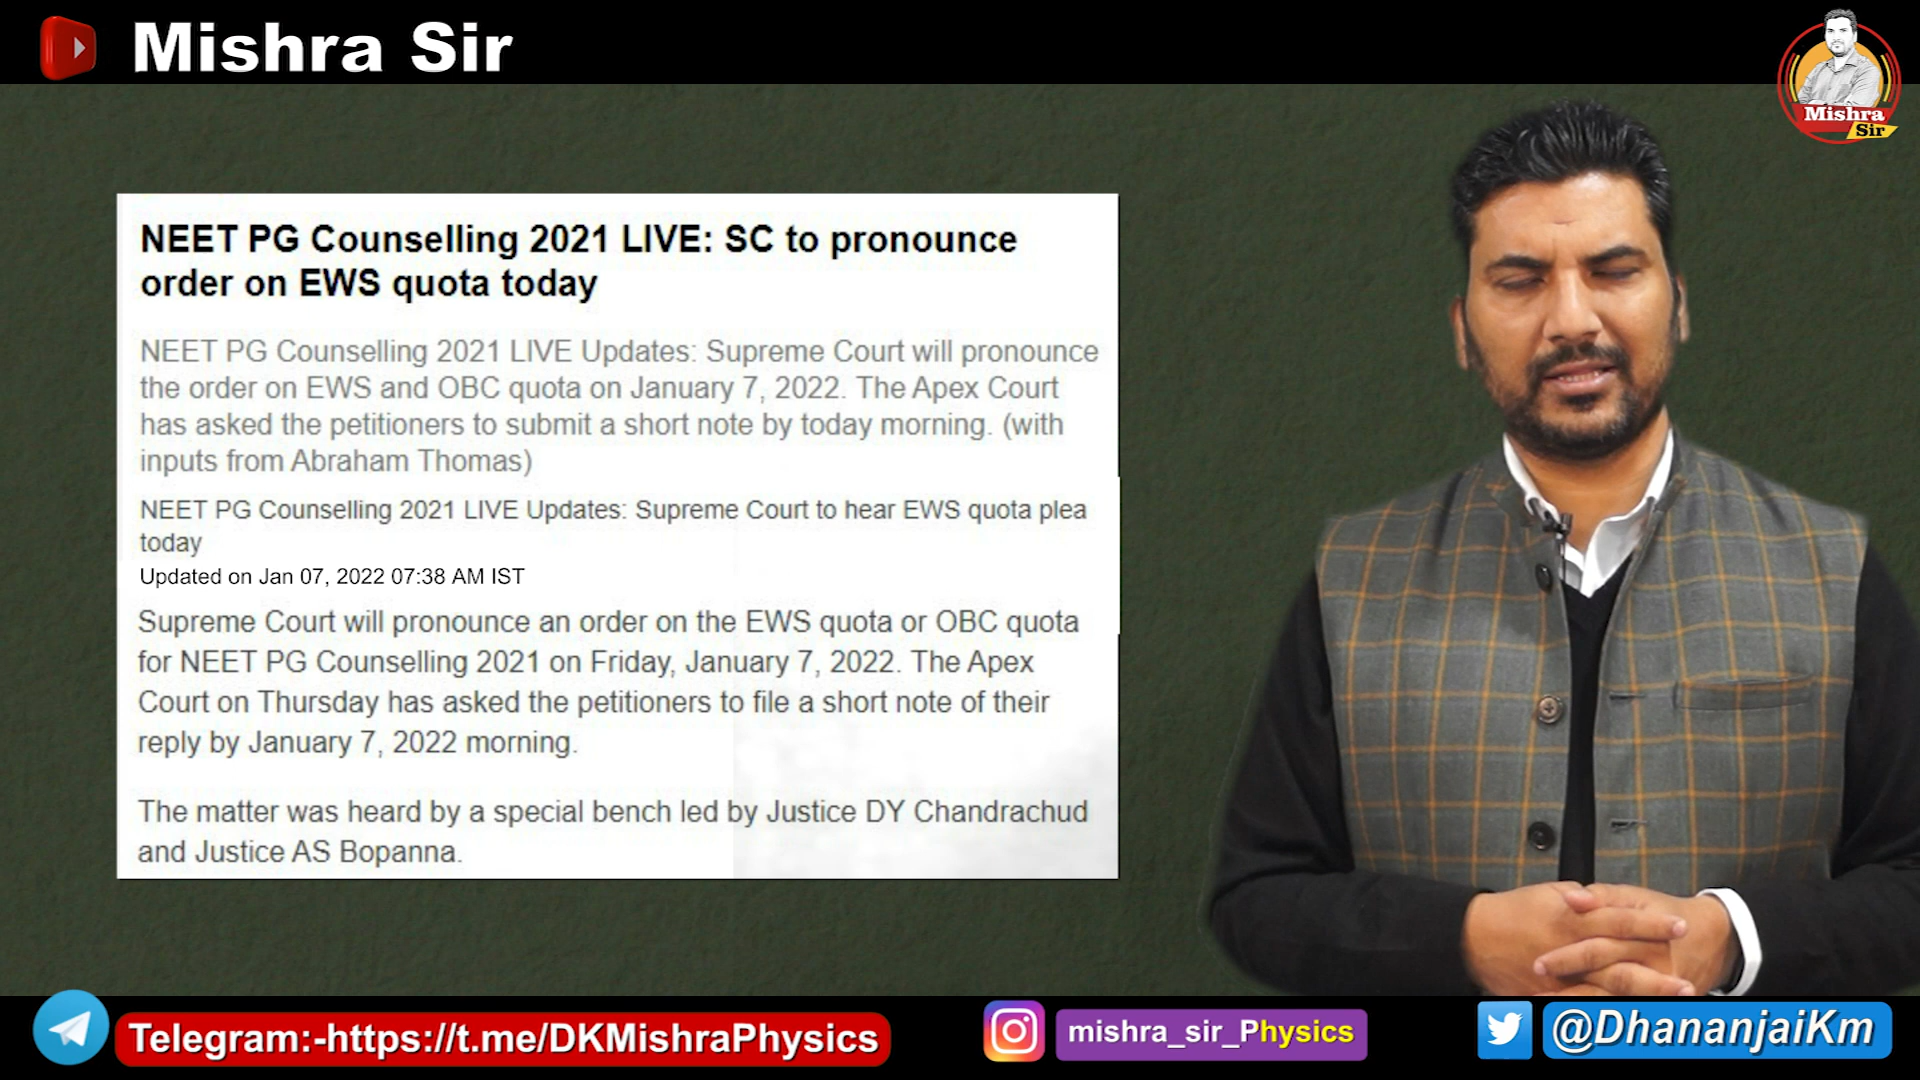 Mishra Sir
Mishra
Sir
NEET PG Counselling 2021 LIVE: SC to pronounce
order on EWS quota today
NEET PG Counselling 2021 LIVE Updates: Supreme Court will pronounce
the order on EWS and OBC quota on January 7, 2022. The Apex Court
has asked the petitioners to submit a short note by today morning. (with
inputs from Abraham Thomas)
NEET PG Counselling 2021 LIVE Updates: Supreme Court to hear EWS quota plea
today
Updated on Jan 07, 2022 07:38 AM IST
Supreme Court will pronounce an order on the EWS quota or OBC quota
for NEET PG Counselling 2021 on Friday, January 7, 2022. The Apex
Court on Thursday has asked the petitioners to file a short note of their
reply by January 7, 2022 morning.
The matter was heard by a special bench led by Justice DY Chandrachud
and Justice AS Bopanna.
Telegram:-https://t.me/DKMishraPhysics
mishra_sir_Physics
@DhananjaiKm